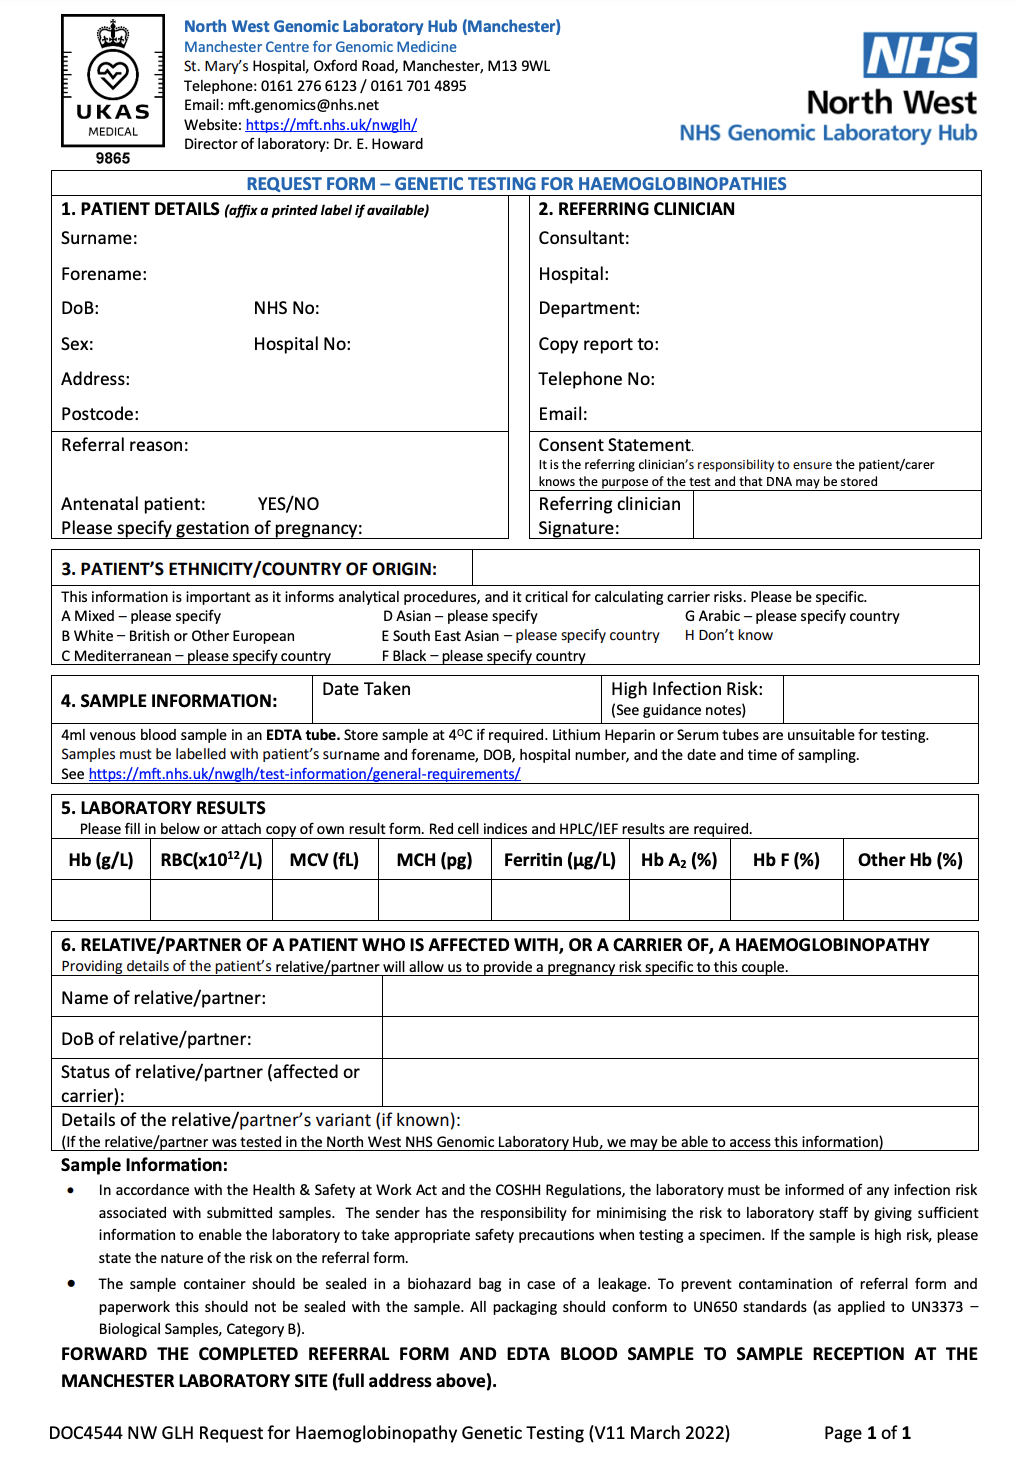 UKAS
MEDICAL
9865
North West Genomic Laboratory Hub (Manchester)
Manchester Centre for Genomic Medicine
St. Mary's Hospital, Oxford Road, Manchester, M13 9WL
Telephone: 0161 276 6123 / 0161 701 4895
Email: mft.genomics@nhs.net
Website: https://mft.nhs.uk/nwglh/
Director of laboratory: Dr. E. Howard
NHS
North West
NHS Genomic Laboratory Hub
REQUEST FORM – GENETIC TESTING FOR HAEMOGLOBINOPATHIES
1. PATIENT DETAILS (affix a printed label if available)
Surname:
Forename:
DoB: NHS No:
Sex: Hospital No:
Address:
Postcode:
Referral reason:
Antenatal patient: YES/NO
Please specify gestation of pregnancy:
2. REFERRING CLINICIAN
Consultant:
Hospital:
Department:
Copy report to:
Telephone No:
Email:
Consent Statement.
It is the referring clinician's responsibility to ensure the patient/carer
knows the purpose of the test and that DNA may be stored
Referring clinician
Signature:
3. PATIENT'S ETHNICITY/COUNTRY OF ORIGIN:
This information is important as it informs analytical procedures, and it critical for calculating carrier risks. Please be specific.
A Mixed – please specify D Asian – please specify G Arabic – please specify country
B White – British or Other European E South East Asian – please specify country H Don't know
C Mediterranean – please specify country F Black – please specify country
4. SAMPLE INFORMATION: Date Taken High Infection Risk:
(See guidance notes)
4ml venous blood sample in an EDTA tube. Store sample at 4ºC if required. Lithium Heparin or Serum tubes are unsuitable for testing.
Samples must be labelled with patient's surname and forename, DOB, hospital number, and the date and time of sampling.
See https://mft.nhs.uk/nwglh/test-information/general-requirements/
5. LABORATORY RESULTS
Please fill in below or attach copy of own result form. Red cell indices and HPLC/IEF results are required.
Hb (g/L) RBC(x10¹²/L) MCV (fL) MCH (pg) Ferritin (µg/L) Hb A₂ (%) Hb F (%) Other Hb (%)
6. RELATIVE/PARTNER OF A PATIENT WHO IS AFFECTED WITH, OR A CARRIER OF, A HAEMOGLOBINOPATHY
Providing details of the patient's relative/partner will allow us to provide a pregnancy risk specific to this couple.
Name of relative/partner:
DoB of relative/partner:
Status of relative/partner (affected or
carrier):
Details of the relative/partner's variant (if known):
(If the relative/partner was tested in the North West NHS Genomic Laboratory Hub, we may be able to access this information)
Sample Information:
• In accordance with the Health & Safety at Work Act and the COSHH Regulations, the laboratory must be informed of any infection risk
associated with submitted samples. The sender has the responsibility for minimising the risk to laboratory staff by giving sufficient
information to enable the laboratory to take appropriate safety precautions when testing a specimen. If the sample is high risk, please
state the nature of the risk on the referral form.
• The sample container should be sealed in a biohazard bag in case of a leakage. To prevent contamination of referral form and
paperwork this should not be sealed with the sample. All packaging should conform to UN650 standards (as applied to UN3373 –
Biological Samples, Category B).
FORWARD THE COMPLETED REFERRAL FORM AND EDTA BLOOD SAMPLE TO SAMPLE RECEPTION AT THE
MANCHESTER LABORATORY SITE (full address above).
DOC4544 NW GLH Request for Haemoglobinopathy Genetic Testing (V11 March 2022) Page 1 of 1